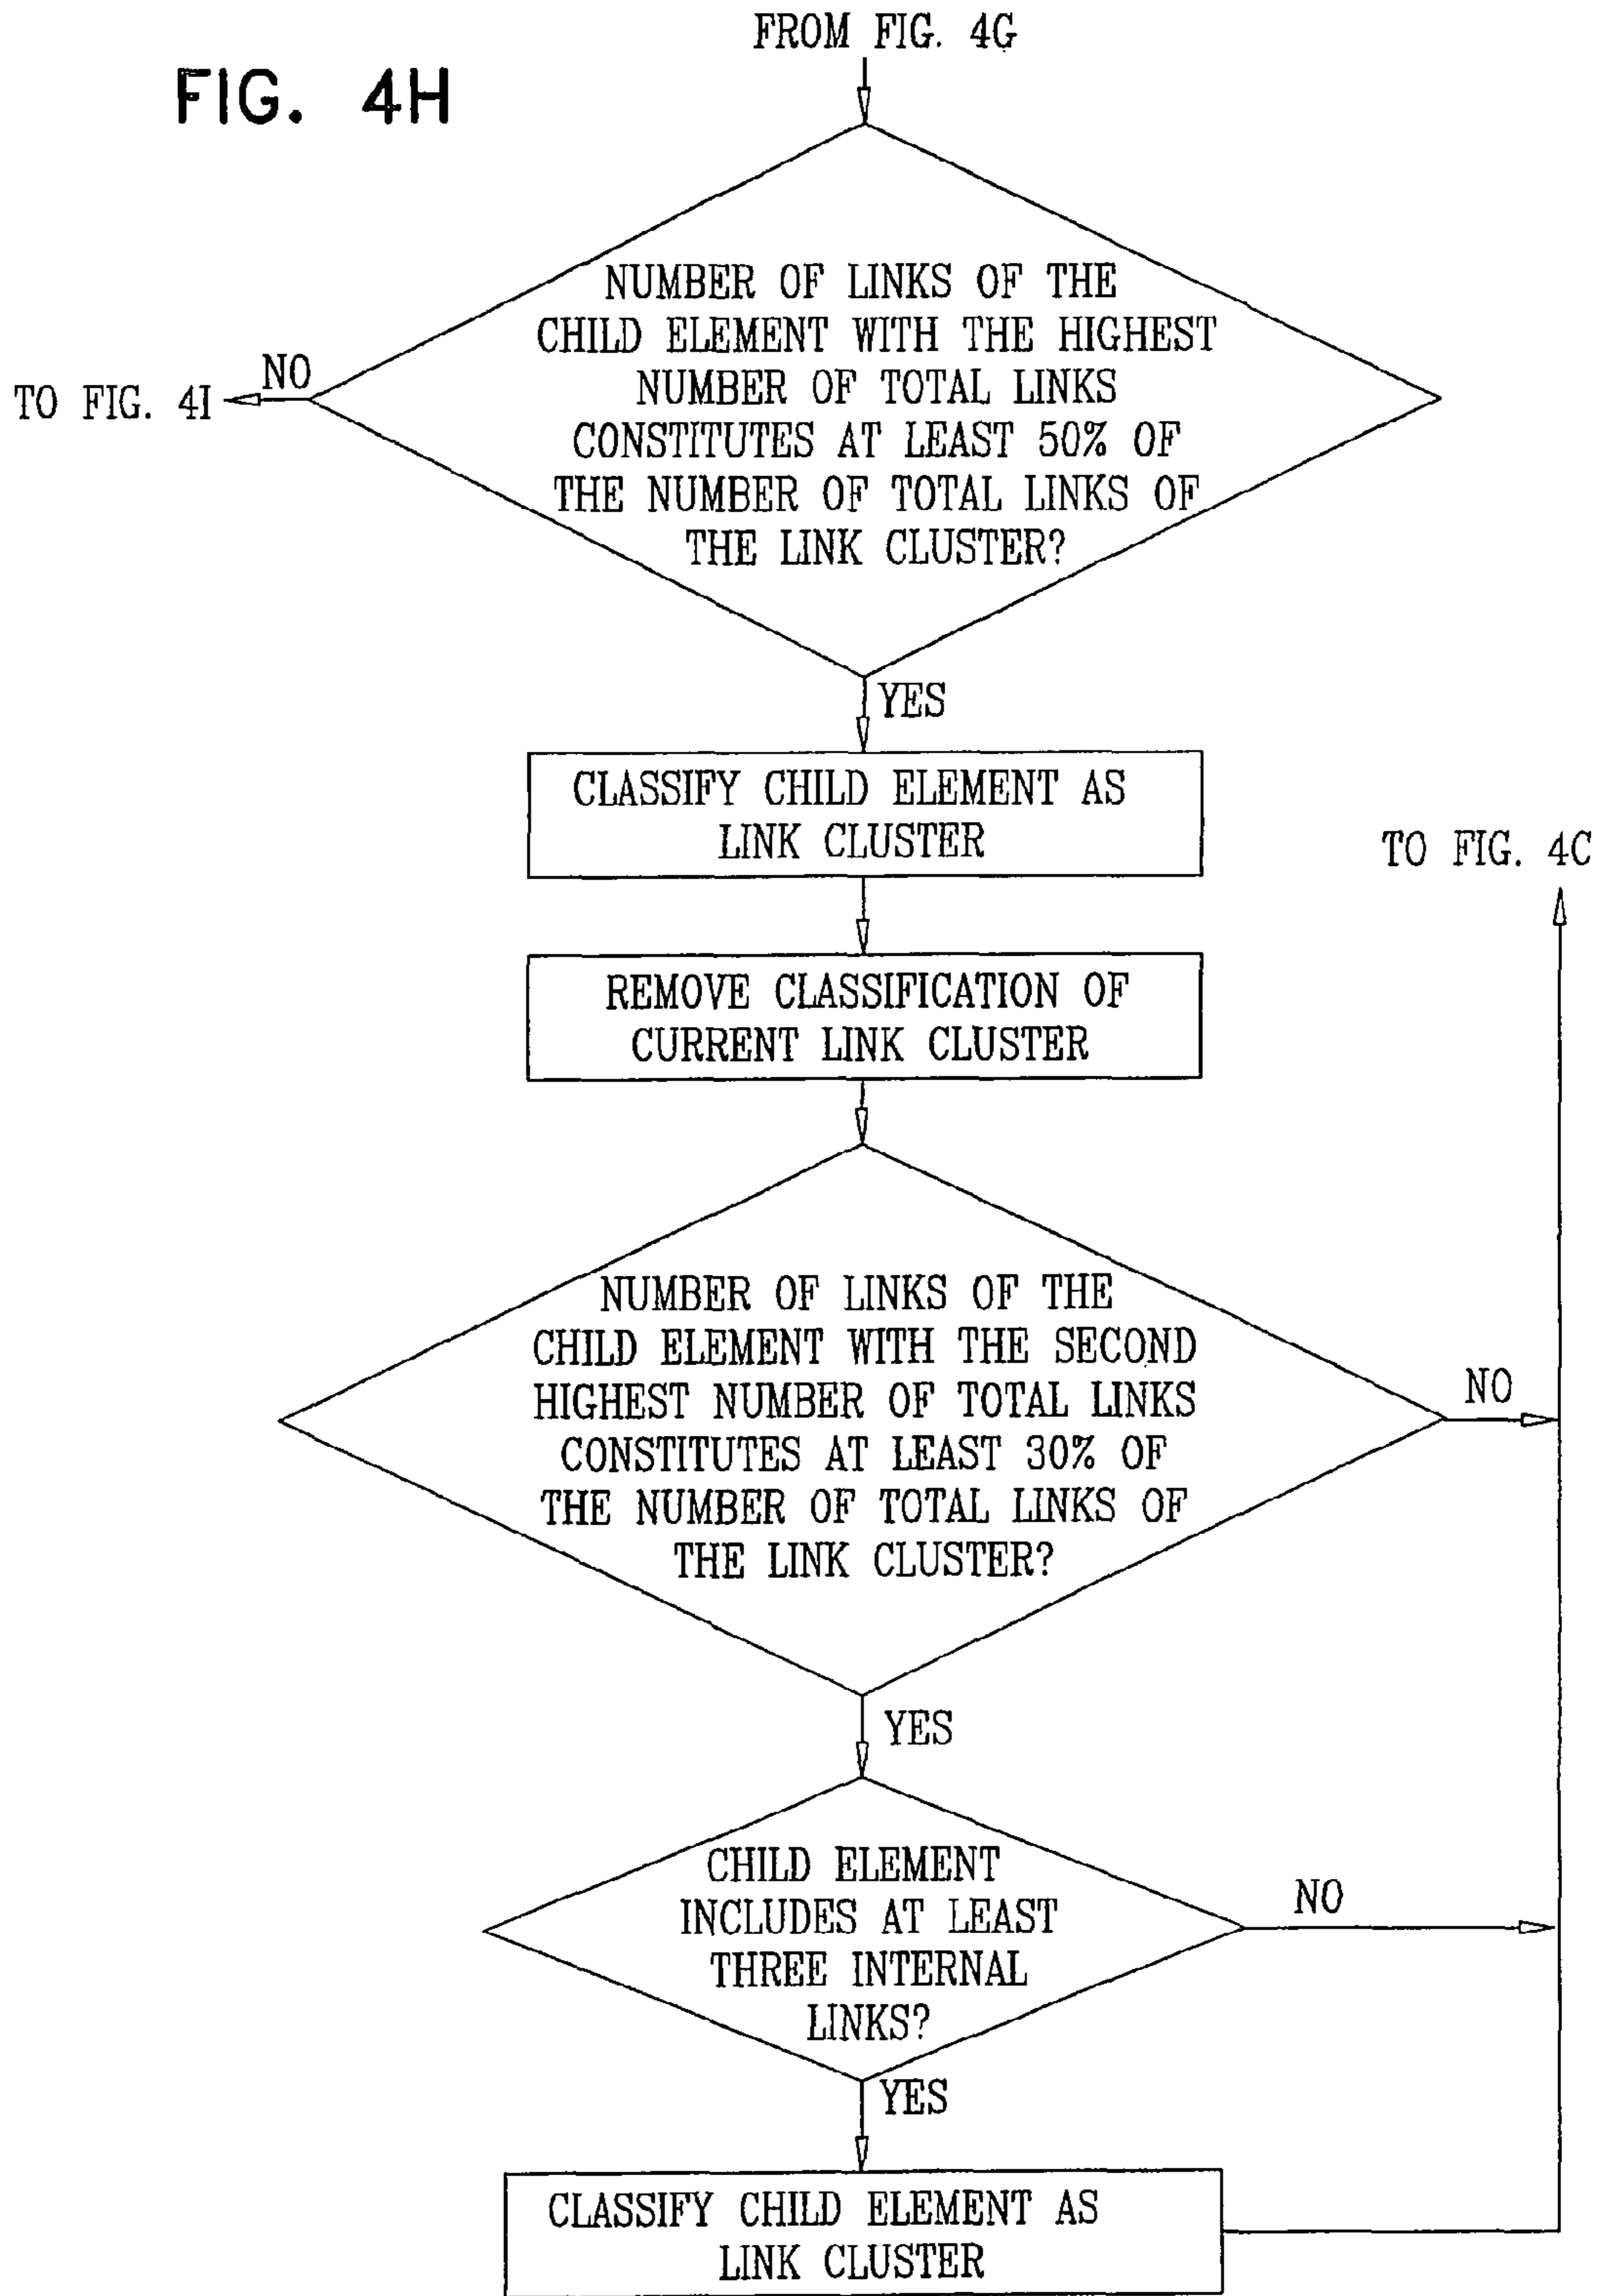 FROM FIG. 4G
FIG. 4H
NUMBER OF LINKS OF THE
CHILD ELEMENT WITH THE HIGHEST
NUMBER OF TOTAL LINKS
CONSTITUTES AT LEAST 50% OF
THE NUMBER OF TOTAL LINKS OF
THE LINK CLUSTER?
NO
TO FIG. 4I
YES
CLASSIFY CHILD ELEMENT AS
LINK CLUSTER
TO FIG. 4C
REMOVE CLASSIFICATION OF
CURRENT LINK CLUSTER
NUMBER OF LINKS OF THE
CHILD ELEMENT WITH THE SECOND
HIGHEST NUMBER OF TOTAL LINKS
CONSTITUTES AT LEAST 30% OF
THE NUMBER OF TOTAL LINKS OF
THE LINK CLUSTER?
NO
YES
CHILD ELEMENT
INCLUDES AT LEAST
THREE INTERNAL
LINKS?
NO
YES
CLASSIFY CHILD ELEMENT AS
LINK CLUSTER